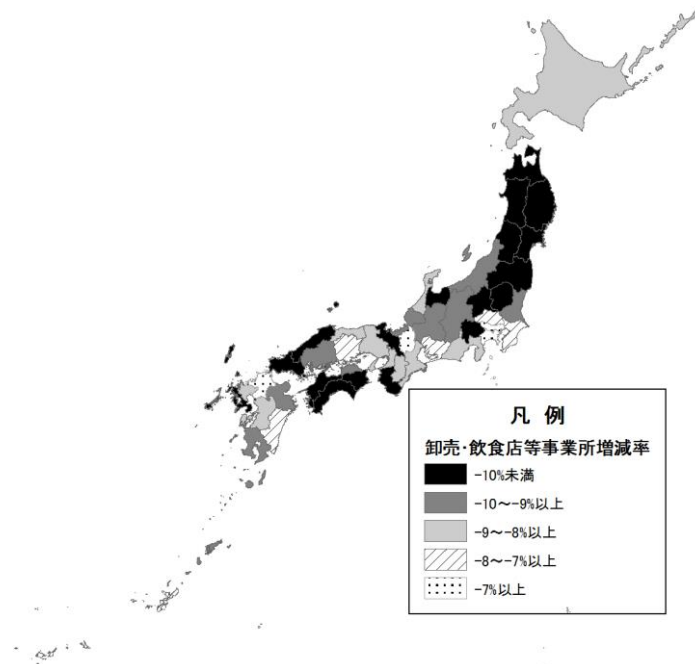 凡 例
卸売・飲食店等事業所増減率
-10%未満
-10～-9%以上
-9～-8%以上
-8～-7%以上
-7%以上